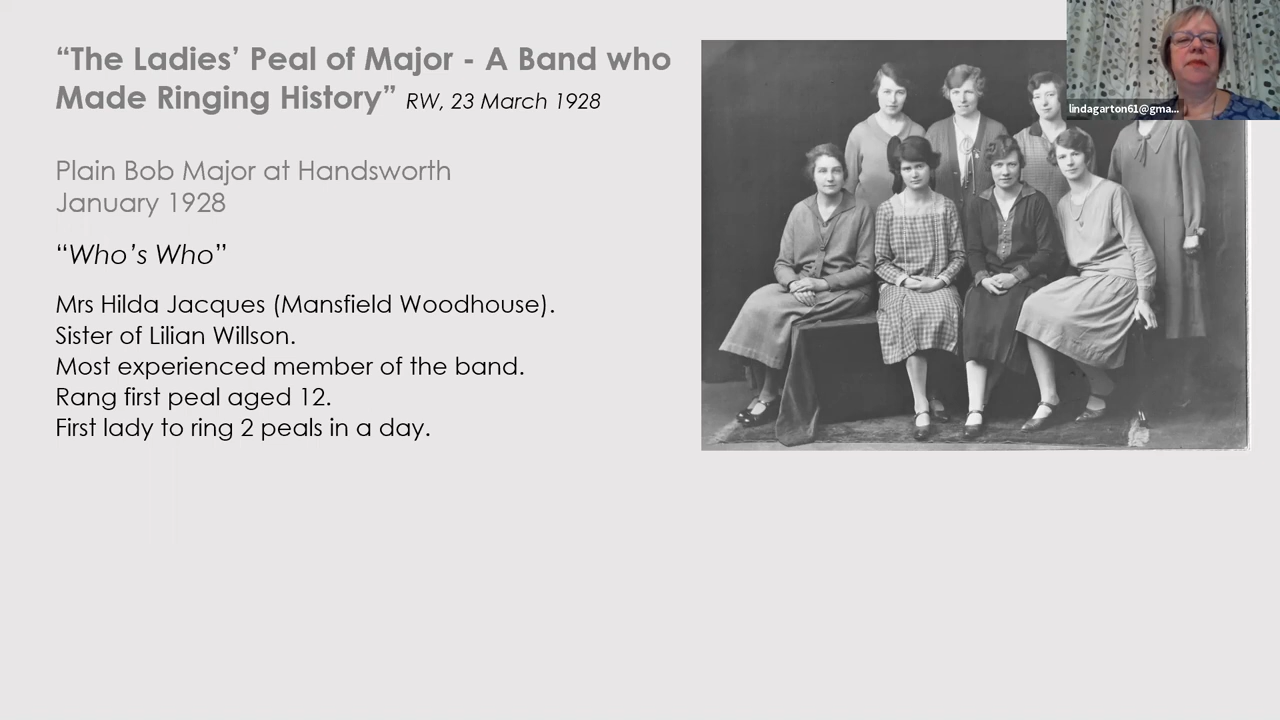 “The Ladies’ Peal of Major - A Band who
Made Ringing History” RW, 23 March 1928
Plain Bob Major at Handsworth
January 1928
“Who’s Who”
Mrs Hilda Jacques (Mansfield Woodhouse).
Sister of Lilian Willson.
Most experienced member of the band.
Rang first peal aged 12.
First lady to ring 2 peals in a day.
lindagarton61@gma...